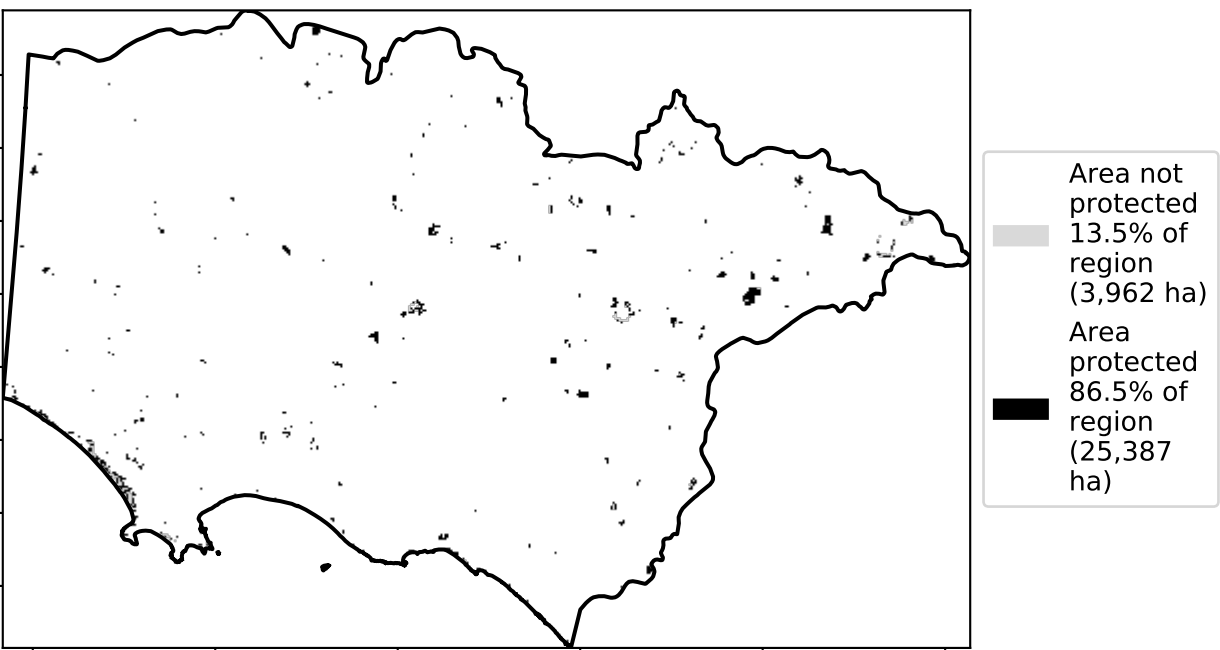 Area not
protected
13.5% of
region
(3,962 ha)
Area
protected
86.5% of
region
(25,387
ha)